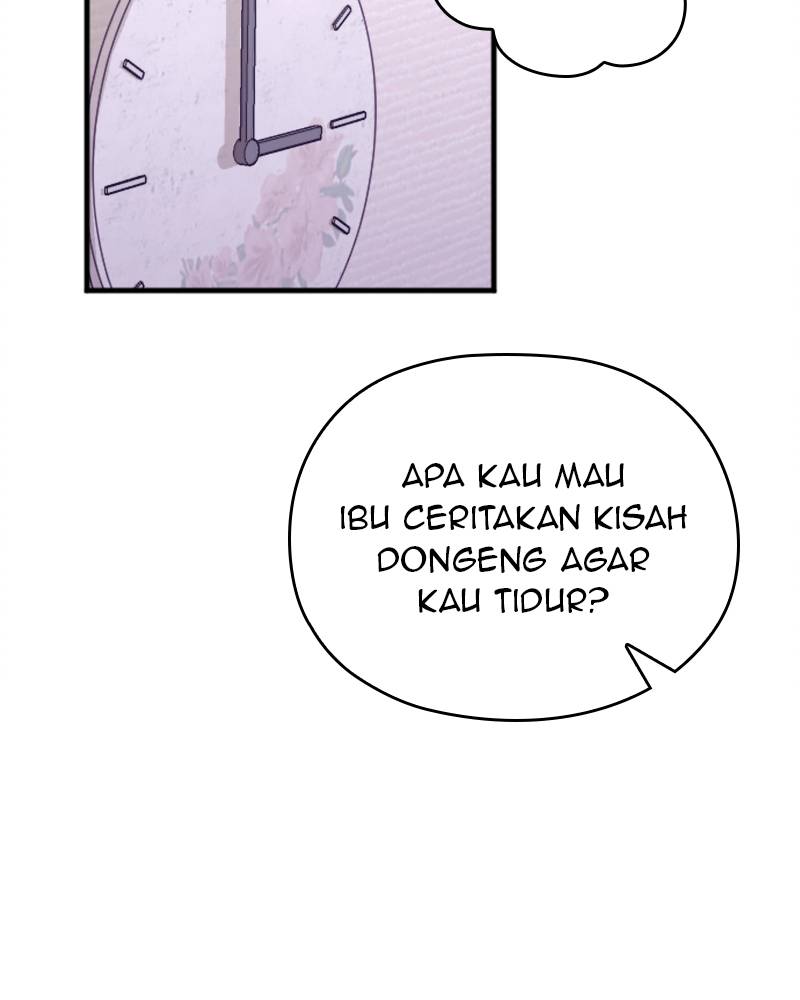 APA KAU MAU
IBU CERITAKAN KISAH
DONGENG AGAR
KAU TIDUR?